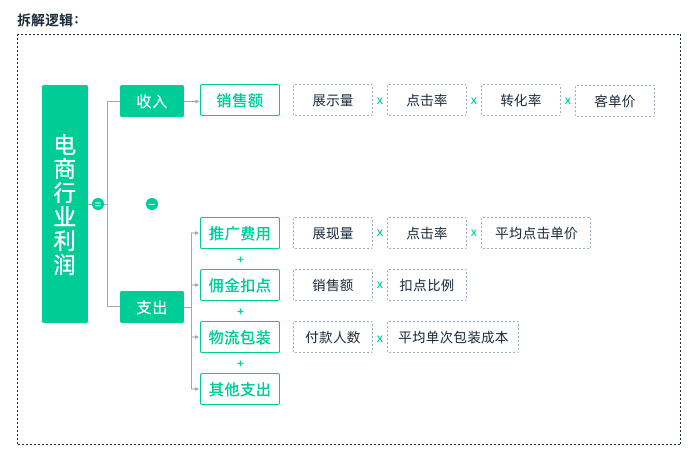 拆解逻辑：
电商行业利润
=
收入
销售额
展示量 x 点击率 x 转化率 x 客单价
−
支出
推广费用
展现量 x 点击率 x 平均点击单价
+
佣金扣点
销售额 x 扣点比例
+
物流包装
付款人数 x 平均单次包装成本
+
其他支出